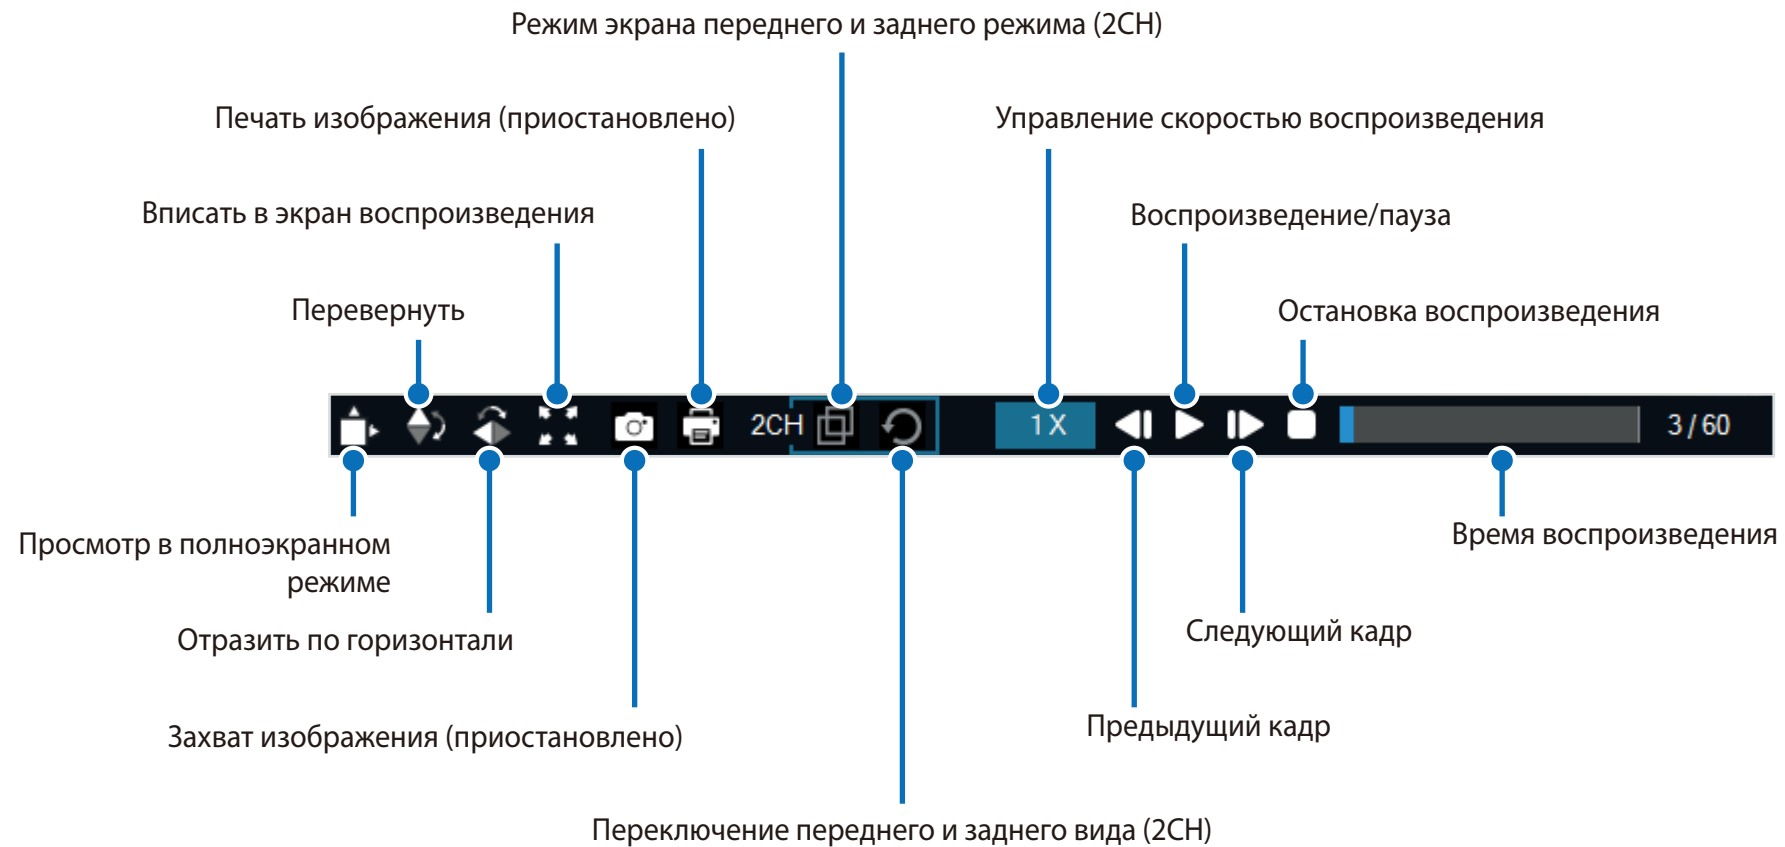 Режим экрана переднего и заднего режима (2CH)
Печать изображения (приостановлено)
Управление скоростью воспроизведения
Вписать в экран воспроизведения
Воспроизведение/пауза
Перевернуть
Остановка воспроизведения
2CH
1 X
3 / 60
Просмотр в полноэкранном
режиме
Время воспроизведения
Отразить по горизонтали
Следующий кадр
Захват изображения (приостановлено)
Предыдущий кадр
Переключение переднего и заднего вида (2CH)